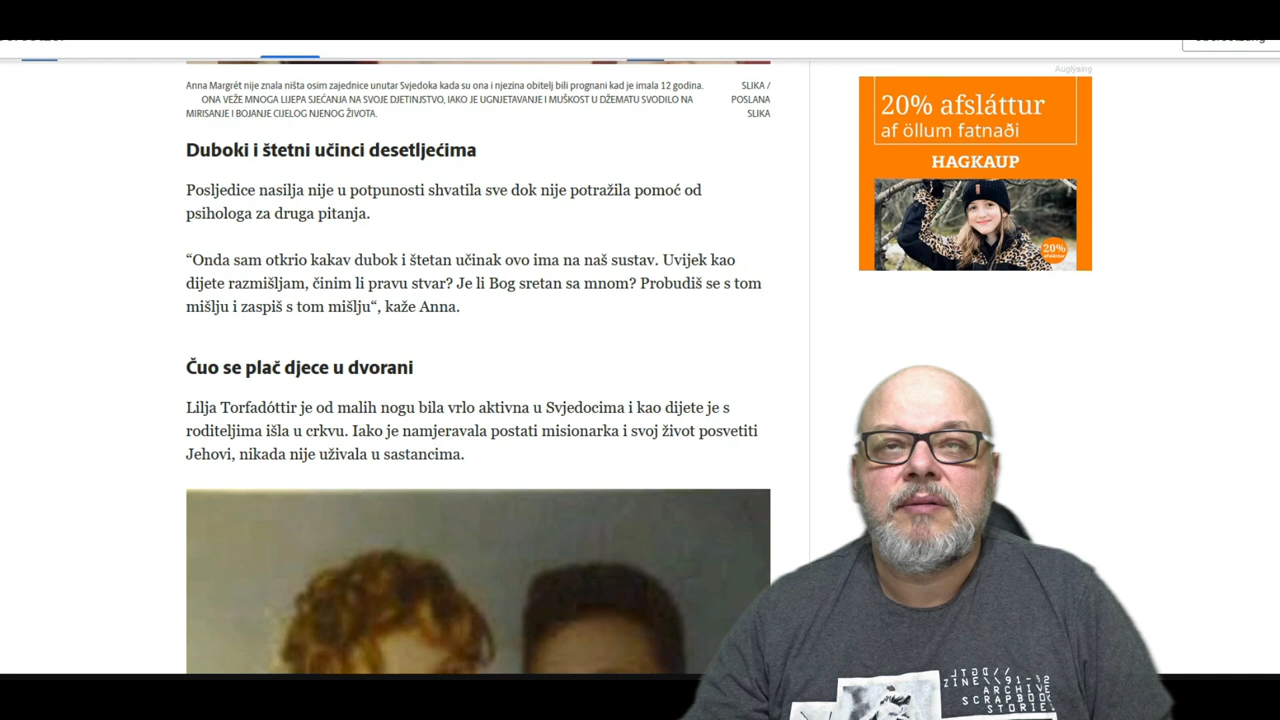 Anna Margrét nije znala ništa osim zajednice unutar Svjedoka kada su ona i njezina obitelj bili prognani kad je imala 12 godina.
ONA VEŽE MNOGA LIJEPA SJEĆANJA NA SVOJE DJETINJSTVO, IAKO JE UGNJETAVANJE I MUŠKOST U DŽEMATU SVODILO NA
MIRISANJE I BOJANJE CIJELOG NJENOG ŽIVOTA.
SLIKA /
POSLANA
SLIKA
Duboki i štetni učinci desetljećima
Posljedice nasilja nije u potpunosti shvatila sve dok nije potražila pomoć od
psihologa za druga pitanja.
“Onda sam otkrio kakav dubok i štetan učinak ovo ima na naš sustav. Uvijek kao
dijete razmišljam, činim li pravu stvar? Je li Bog sretan sa mnom? Probudiš se s tom
mišlju i zaspiš s tom mišlju“, kaže Anna.
Čuo se plač djece u dvorani
Lilja Torfadóttir je od malih nogu bila vrlo aktivna u Svjedocima i kao dijete je s
roditeljima išla u crkvu. Iako je namjeravala postati misionarka i svoj život posvetiti
Jehovi, nikada nije uživala u sastancima.
Auglýsing
20% afsláttur
af öllum fatnaði
HAGKAUP
20%
afsláttur
ZINE\\91-92
ARCHIVE
SCRAPBOOK
STORIE